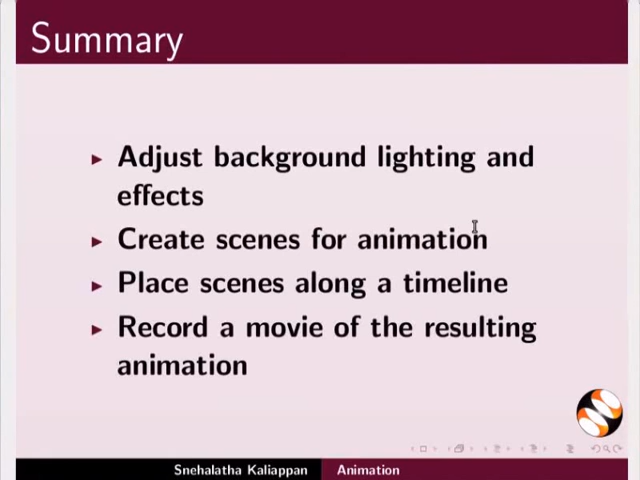 Summary
Adjust background lighting and
effects
Create scenes for animation
Place scenes along a timeline
Record a movie of the resulting
animation
Snehalatha Kaliappan Animation